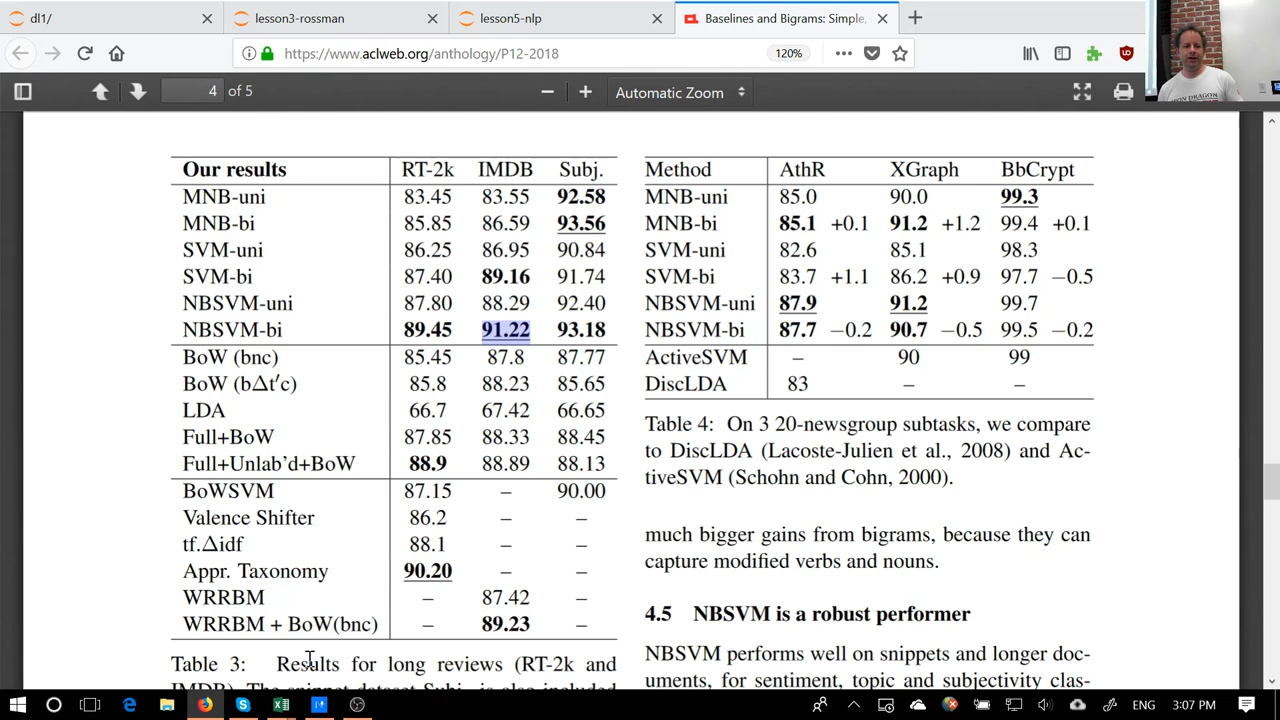 dl1/
lesson3-rossman
lesson5-nlp
Baselines and Bigrams: Simple,
https://www.aclweb.org/anthology/P12-2018
120%
4 of 5
Automatic Zoom
Our results RT-2k IMDB Subj.
MNB-uni 83.45 83.55 92.58
MNB-bi 85.85 86.59 93.56
SVM-uni 86.25 86.95 90.84
SVM-bi 87.40 89.16 91.74
NBSVM-uni 87.80 88.29 92.40
NBSVM-bi 89.45 91.22 93.18
BoW (bnc) 85.45 87.8 87.77
BoW (bΔt′c) 85.8 88.23 85.65
LDA 66.7 67.42 66.65
Full+BoW 87.85 88.33 88.45
Full+Unlab'd+BoW 88.9 88.89 88.13
BoWSVM 87.15 – 90.00
Valence Shifter 86.2 – –
tf.Δidf 88.1 – –
Appr. Taxonomy 90.20 – –
WRRBM – 87.42 –
WRRBM + BoW(bnc) – 89.23 –
Table 3: Results for long reviews (RT-2k and
IMDB). The snippet dataset Subj. is also included
Method AthR XGraph BbCrypt
MNB-uni 85.0 90.0 99.3
MNB-bi 85.1 +0.1 91.2 +1.2 99.4 +0.1
SVM-uni 82.6 85.1 98.3
SVM-bi 83.7 +1.1 86.2 +0.9 97.7 −0.5
NBSVM-uni 87.9 91.2 99.7
NBSVM-bi 87.7 −0.2 90.7 −0.5 99.5 −0.2
ActiveSVM – 90 99
DiscLDA 83 – –
Table 4: On 3 20-newsgroup subtasks, we compare
to DiscLDA (Lacoste-Julien et al., 2008) and Ac-
tiveSVM (Schohn and Cohn, 2000).
much bigger gains from bigrams, because they can
capture modified verbs and nouns.
4.5 NBSVM is a robust performer
NBSVM performs well on snippets and longer doc-
uments, for sentiment, topic and subjectivity clas-
ENG 3:07 PM